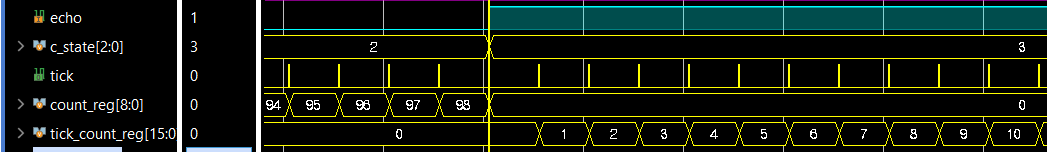 echo 1
c_state[2:0] 3 2 3
tick 0
count_reg[8:0] 0 94 95 96 97 98 0
tick_count_reg[15:0 0 0 1 2 3 4 5 6 7 8 9 10